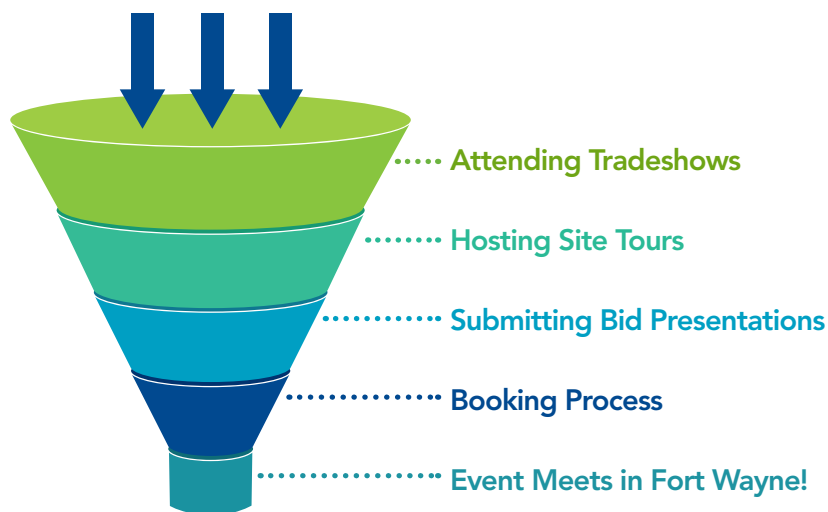 Attending Tradeshows
Hosting Site Tours
Submitting Bid Presentations
Booking Process
Event Meets in Fort Wayne!